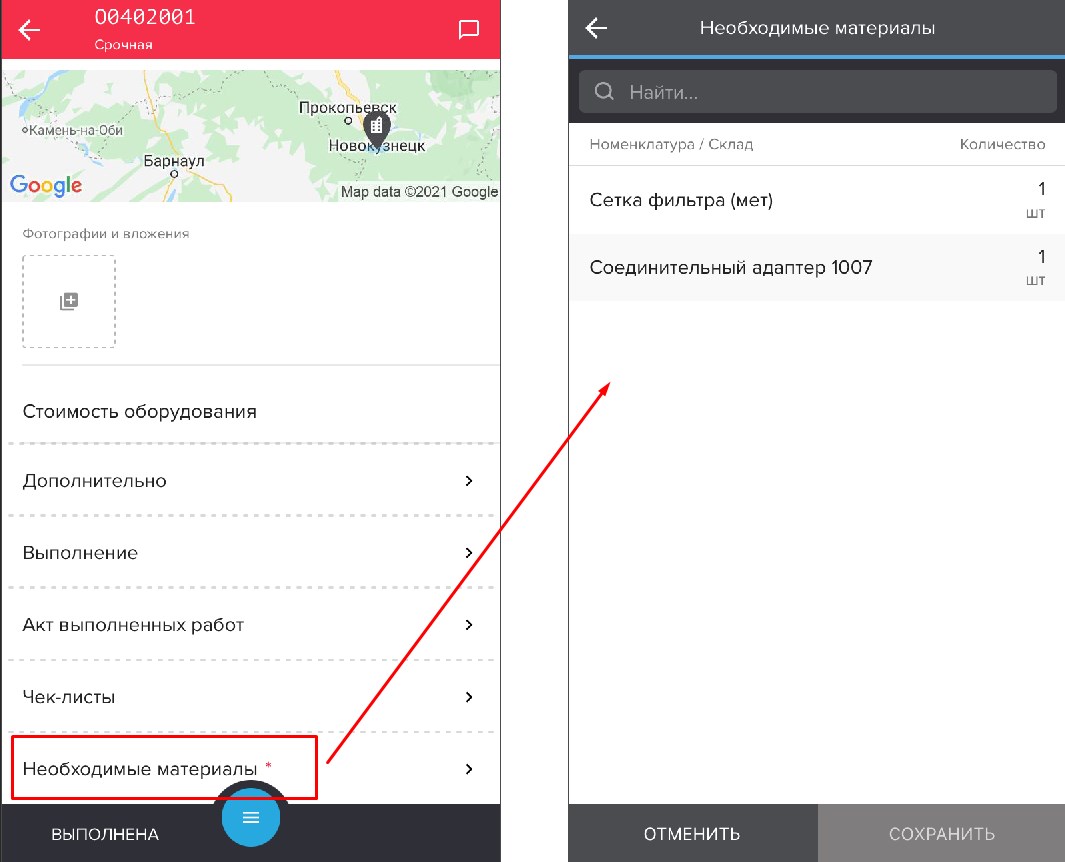 00402001
Срочная
Прокопьевск
Камень-на-Оби
Новокузнецк
Барнаул
Google
Map data ©2021 Google
Фотографии и вложения
Стоимость оборудования
Дополнительно
Выполнение
Акт выполненных работ
Чек-листы
Необходимые материалы *
ВЫПОЛНЕНА
Необходимые материалы
Найти...
Номенклатура / Склад Количество
Сетка фильтра (мет) 1
шт
Соединительный адаптер 1007 1
шт
ОТМЕНИТЬ СОХРАНИТЬ